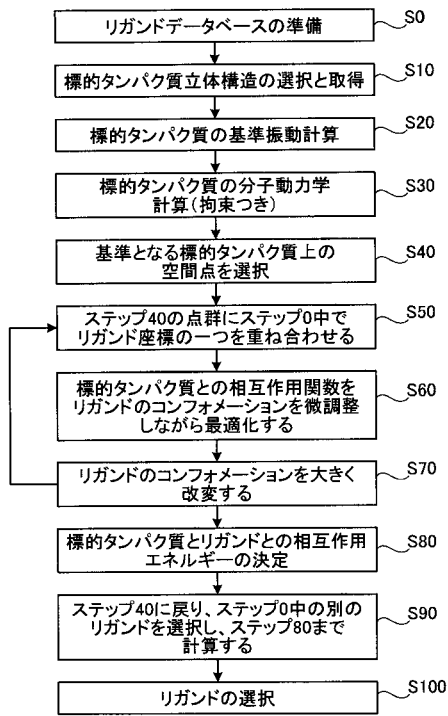 リガンドデータベースの準備
S0
標的タンパク質立体構造の選択と取得
S10
標的タンパク質の基準振動計算
S20
標的タンパク質の分子動力学
計算(拘束つき)
S30
基準となる標的タンパク質上の
空間点を選択
S40
ステップ40の点群にステップ0中で
リガンド座標の一つを重ね合わせる
S50
標的タンパク質との相互作用関数を
リガンドのコンフォメーションを微調整
しながら最適化する
S60
リガンドのコンフォメーションを大きく
改変する
S70
標的タンパク質とリガンドとの相互作用
エネルギーの決定
S80
ステップ40に戻り、ステップ0中の別の
リガンドを選択し、ステップ80まで
計算する
S90
リガンドの選択
S100